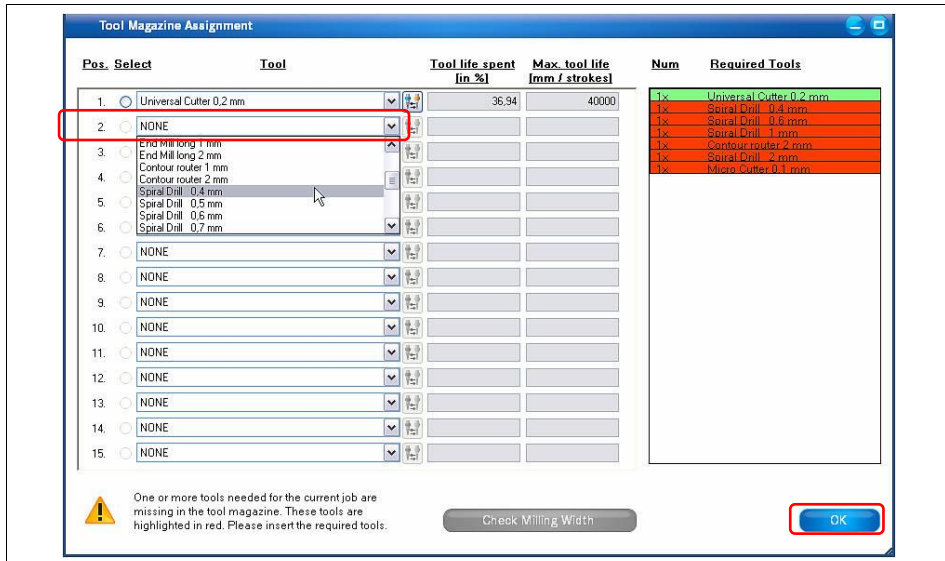 Tool Magazine Assignment
Pos. Select Tool Tool life spent [in %] Max. tool life [mm / strokes] Num Required Tools
1. Universal Cutter 0,2 mm 36,94 40000
2. NONE
End Mill long 1 mm
End Mill long 2 mm
Contour router 1 mm
Contour router 2 mm
Spiral Drill 0,4 mm
Spiral Drill 0,5 mm
Spiral Drill 0,6 mm
Spiral Drill 0,7 mm
3.
4.
5.
6.
7. NONE
8. NONE
9. NONE
10. NONE
11. NONE
12. NONE
13. NONE
14. NONE
15. NONE
1x Universal Cutter 0,2 mm
1x Spiral Drill 0,4 mm
1x Spiral Drill 0,6 mm
1x Spiral Drill 1 mm
1x Contour router 2 mm
1x Spiral Drill 2 mm
1x Micro Cutter 0,1 mm
One or more tools needed for the current job are
missing in the tool magazine. These tools are
highlighted in red. Please insert the required tools.
Check Milling Width
OK